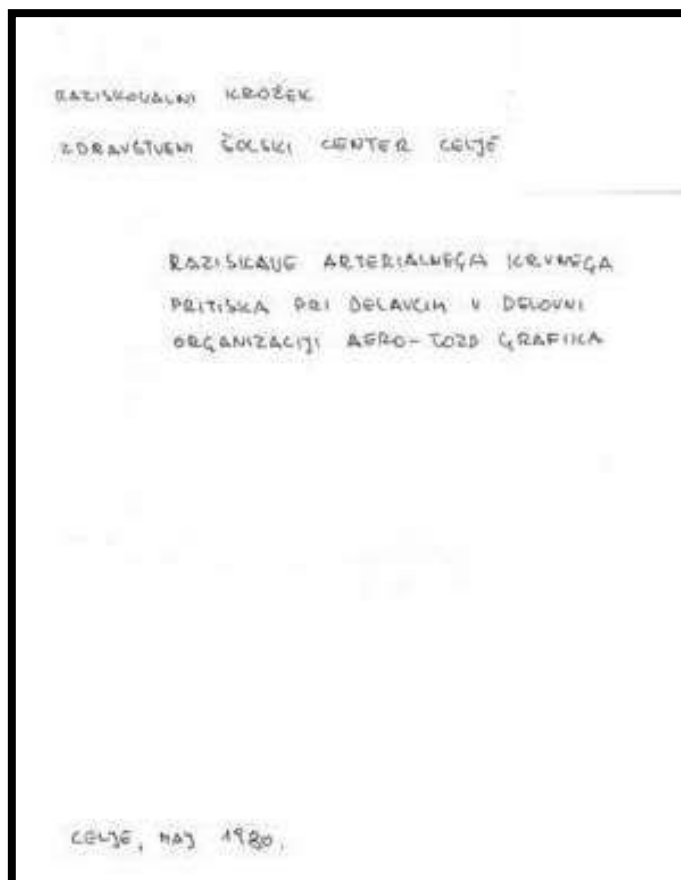 RAZISKOVALNI KROŽEK
ZDRAVSTVENI ŠOLSKI CENTER CELJE
RAZISKAVE ARTERIALNEGA KRVNEGA
PRITISKA PRI DELAVCIH V DELOVNI
ORGANIZACIJI AERO-TOZD GRAFIKA
CELJE, MAJ 1980.